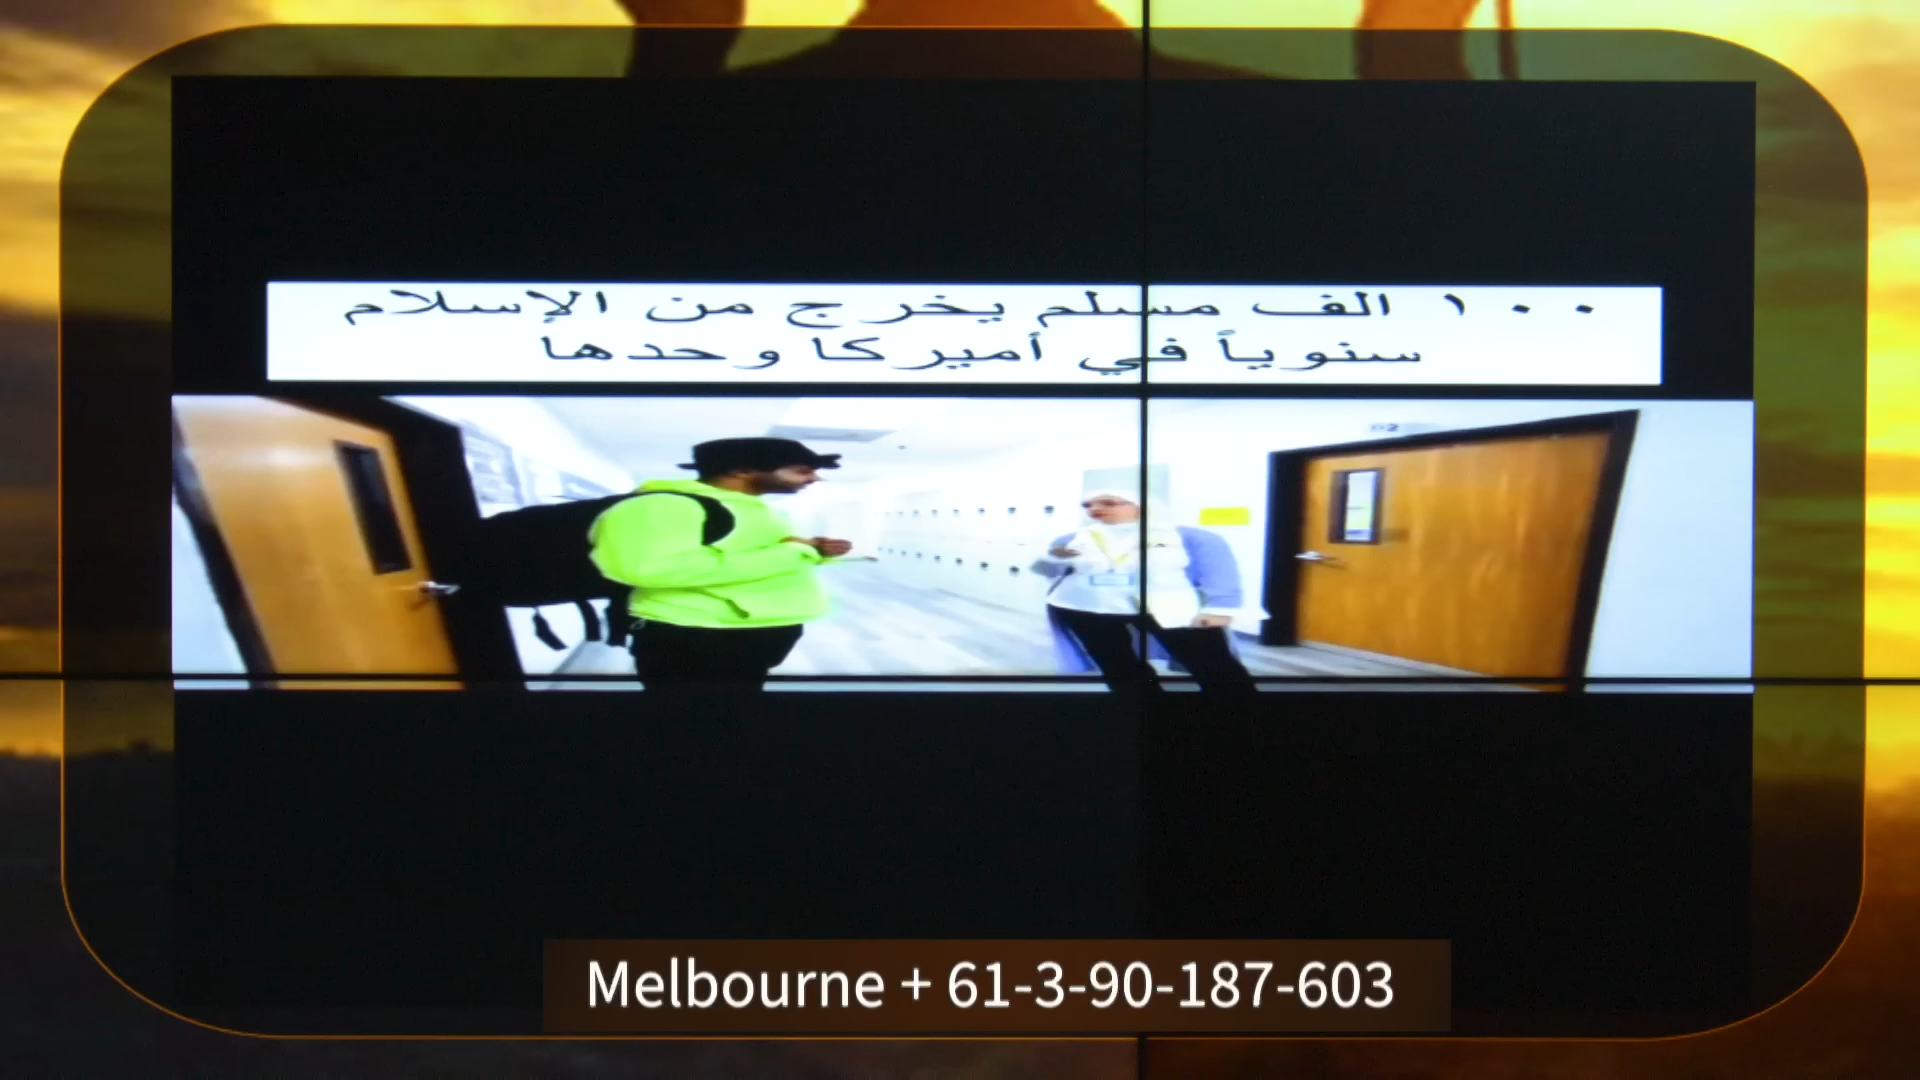 ١٠٠ الف مسلم يخرج من الإسلام
سنوياً في أميركا وحدها
Melbourne + 61-3-90-187-603